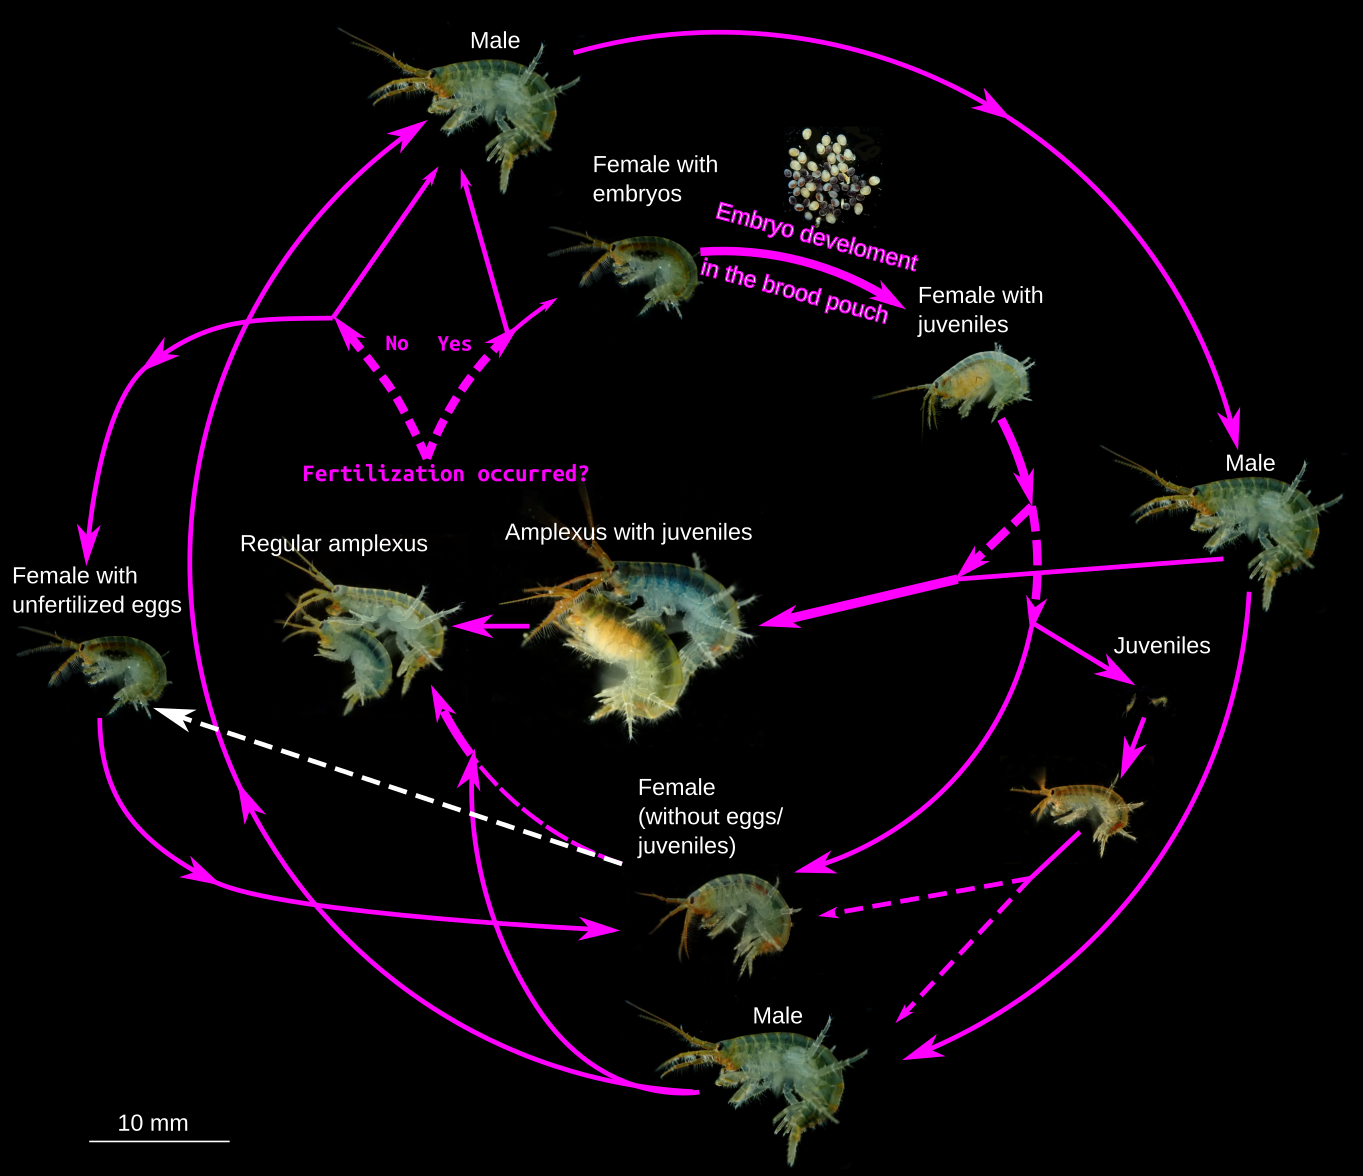 Male
Female with
embryos
Embryo develoment
in the brood pouch
Female with
juveniles
No Yes
Fertilization occurred?
Male
Regular amplexus
Amplexus with juveniles
Female with
unfertilized eggs
Juveniles
Female
(without eggs/
juveniles)
Male
10 mm